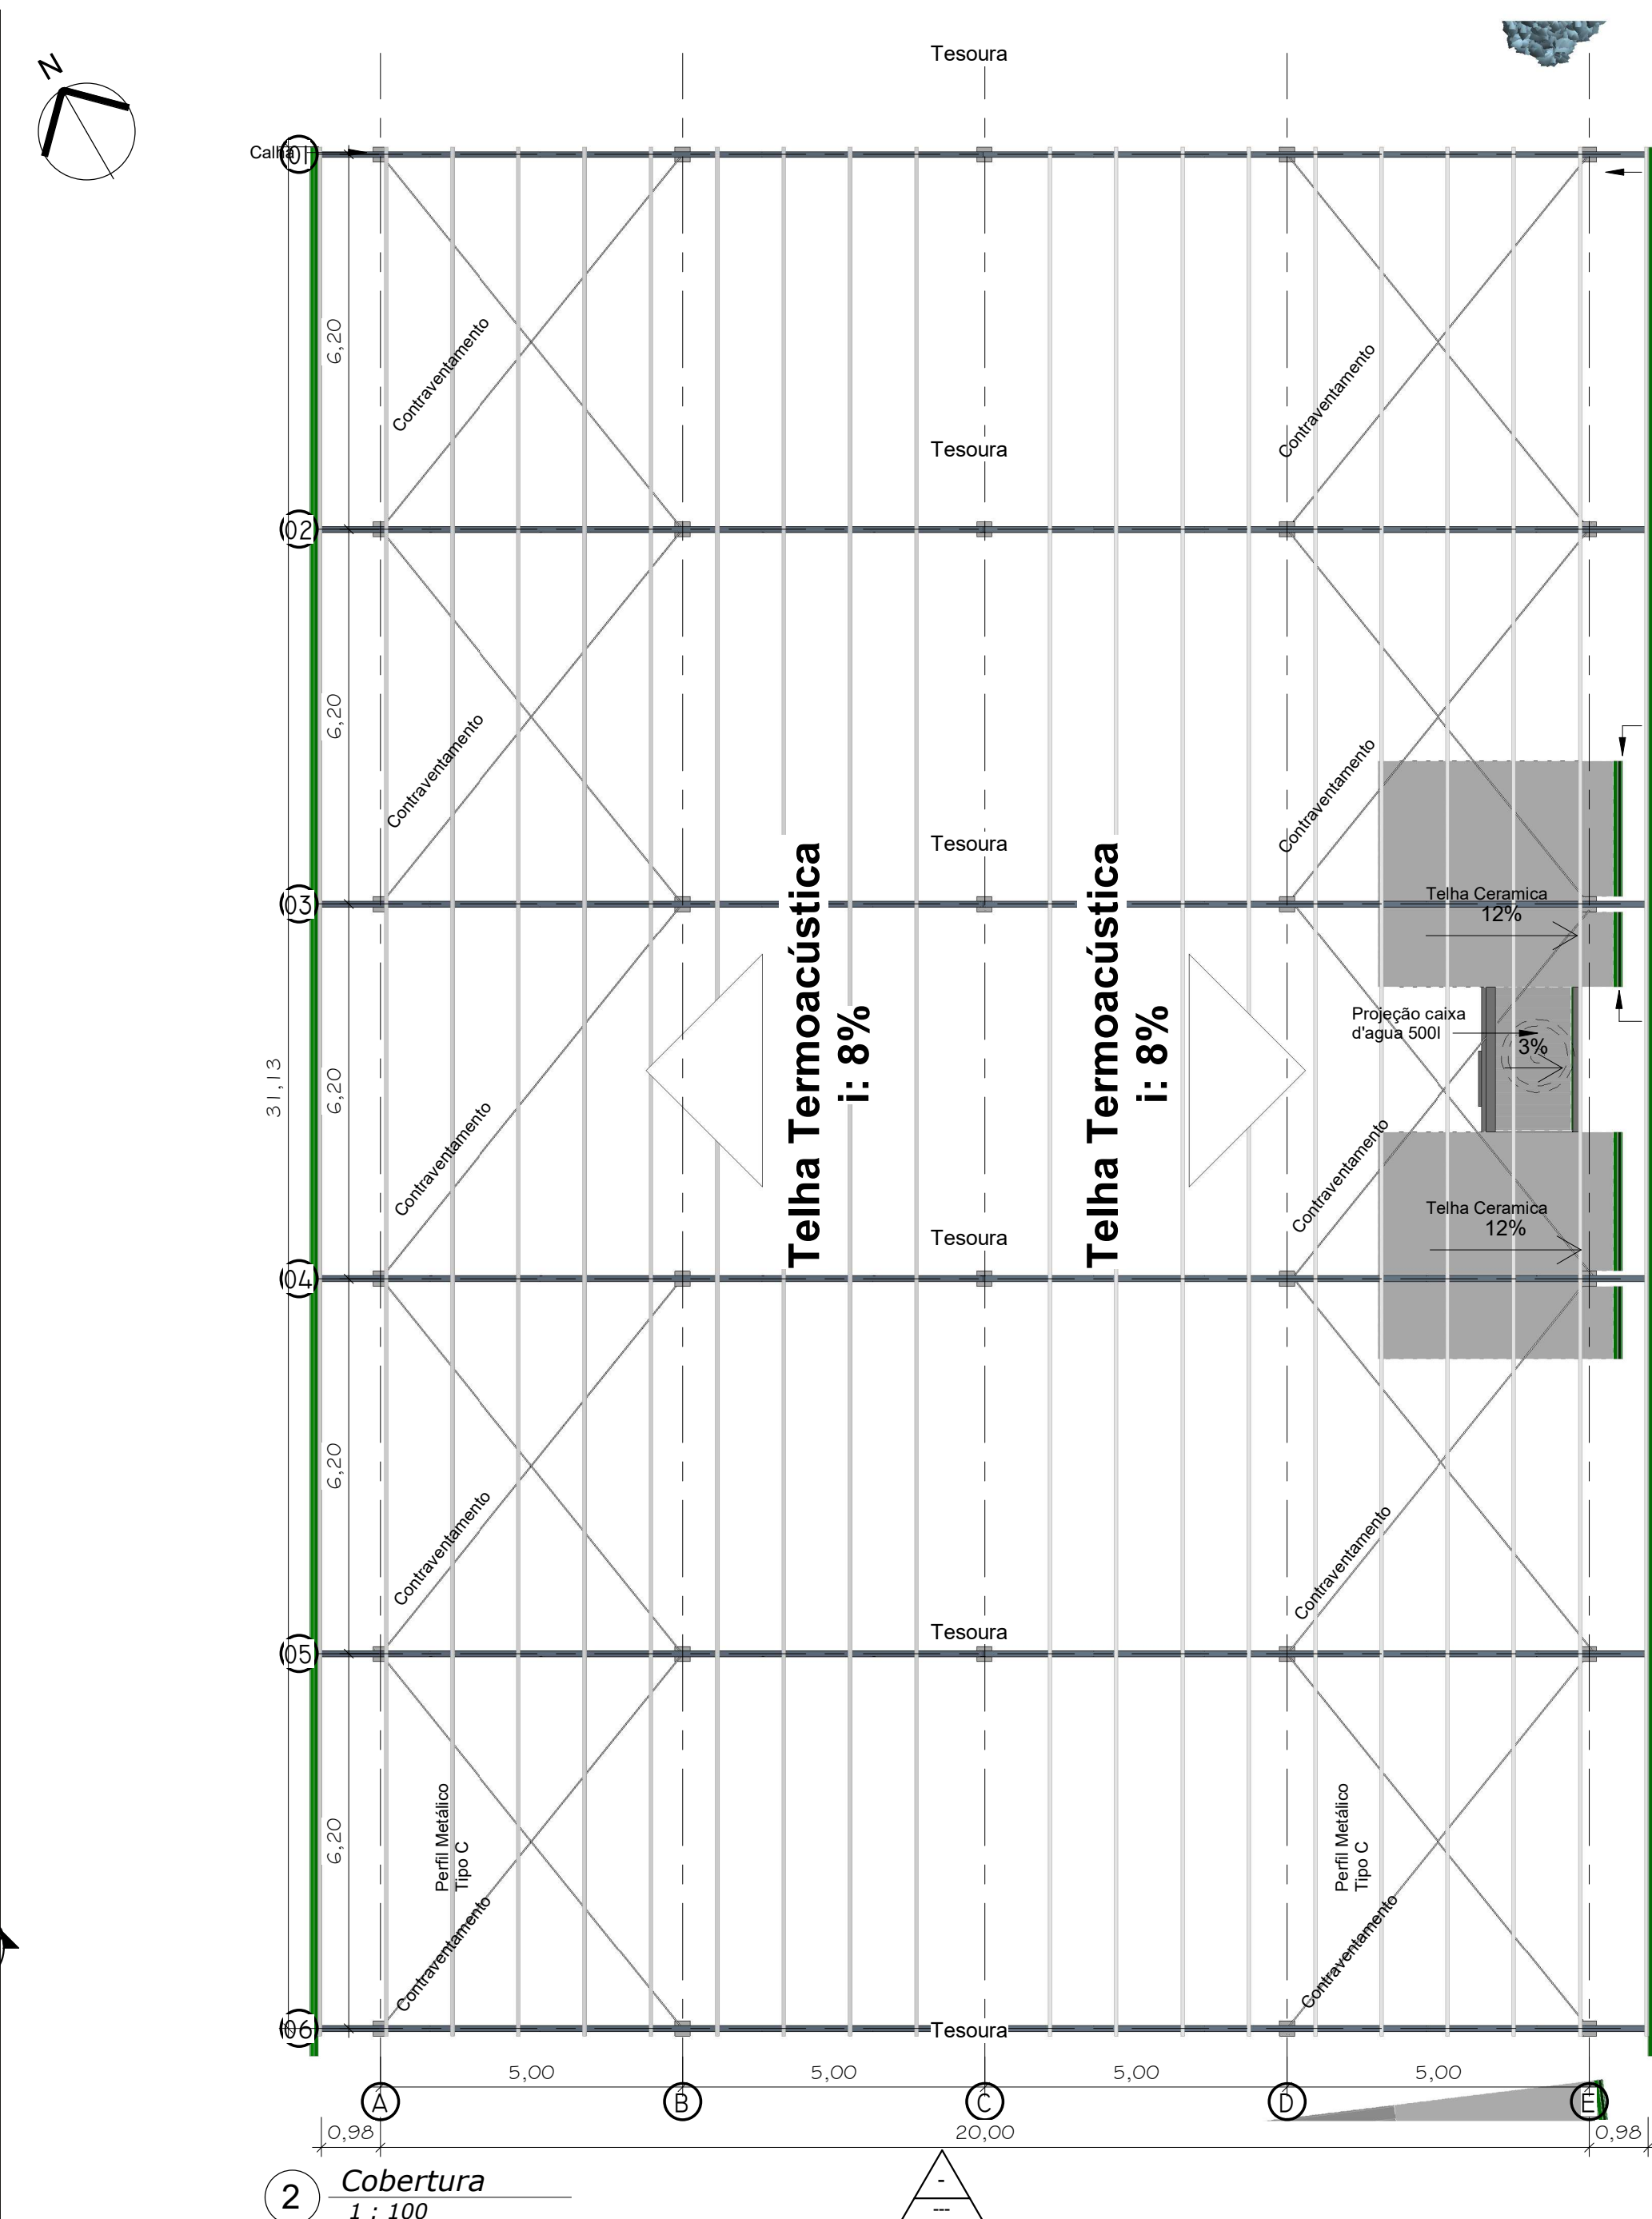 N
Tesoura
Calha
01
6,20
Contraventamento
Contraventamento
Tesoura
02
6,20
Contraventamento
Contraventamento
Tesoura
03
Telha Termoacústica
i: 8%
Telha Termoacústica
i: 8%
Telha Ceramica
12%
Projeção caixa
d'agua 500l
3%
31,13
6,20
Contraventamento
Contraventamento
Telha Ceramica
12%
Tesoura
04
6,20
Contraventamento
Contraventamento
Tesoura
05
6,20
Perfil Metálico
Tipo C
Contraventamento
Perfil Metálico
Tipo C
Contraventamento
06
Tesoura
5,00
5,00
5,00
5,00
A
B
C
D
E
0,98
20,00
0,98
2
Cobertura
1 : 100
-
---